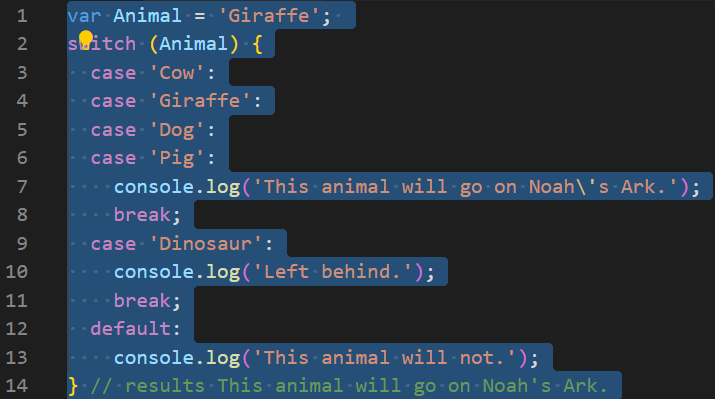 1 var Animal = 'Giraffe';
2 switch (Animal) {
3   case 'Cow':
4   case 'Giraffe':
5   case 'Dog':
6   case 'Pig':
7     console.log('This animal will go on Noah\'s Ark.');
8     break;
9   case 'Dinosaur':
10     console.log('Left behind.');
11     break;
12   default:
13     console.log('This animal will not.');
14 } // results This animal will go on Noah's Ark.